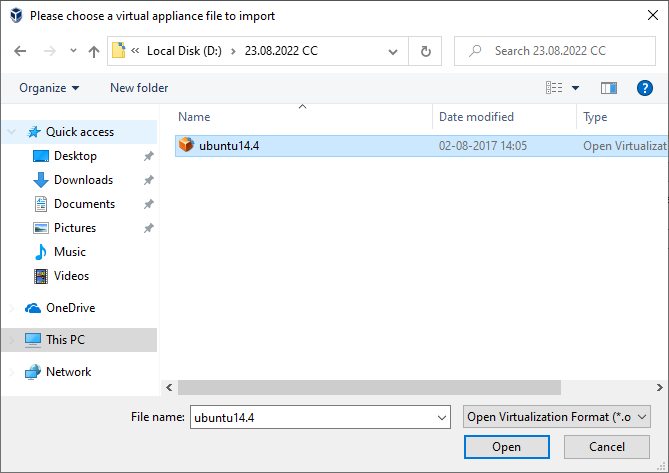 Please choose a virtual appliance file to import
« Local Disk (D:) › 23.08.2022 CC
Search 23.08.2022 CC
Organize
New folder
?
Name
Date modified
Type
Quick access
Desktop
Downloads
Documents
Pictures
Music
Videos
OneDrive
This PC
Network
ubuntu14.4
02-08-2017 14:05
Open Virtualizat
File name:
ubuntu14.4
Open Virtualization Format (*.o
Open
Cancel